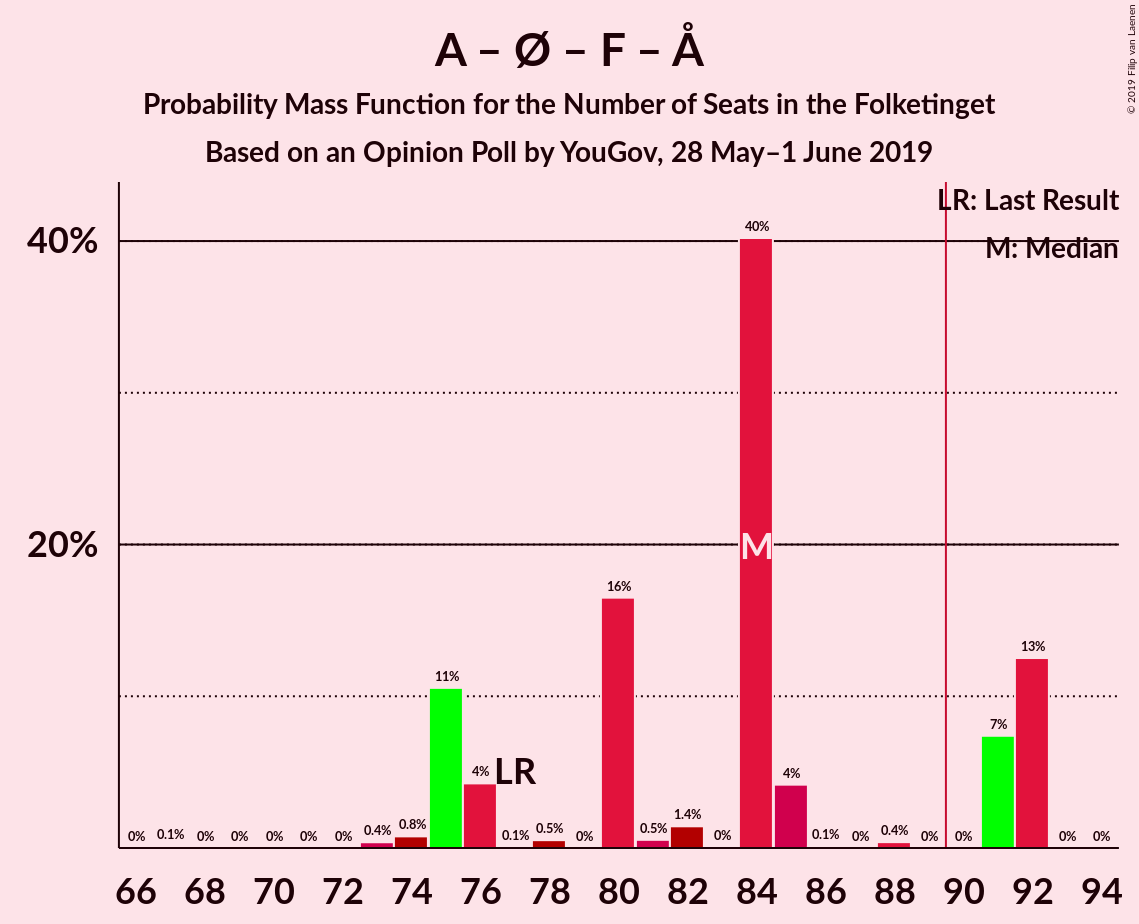 A – Ø – F – Å
Probability Mass Function for the Number of Seats in the Folketinget
Based on an Opinion Poll by YouGov, 28 May–1 June 2019
© 2019 Filip van Laenen
LR: Last Result
M: Median
40%
20%
0% 0.1% 0% 0% 0% 0% 0% 0.4% 0.8% 11% 4% 0.1% 0.5% 0% 16% 0.5% 1.4% 0% 40% 4% 0.1% 0% 0.4% 0% 0% 7% 13% 0% 0%
LR
M
66 68 70 72 74 76 78 80 82 84 86 88 90 92 94